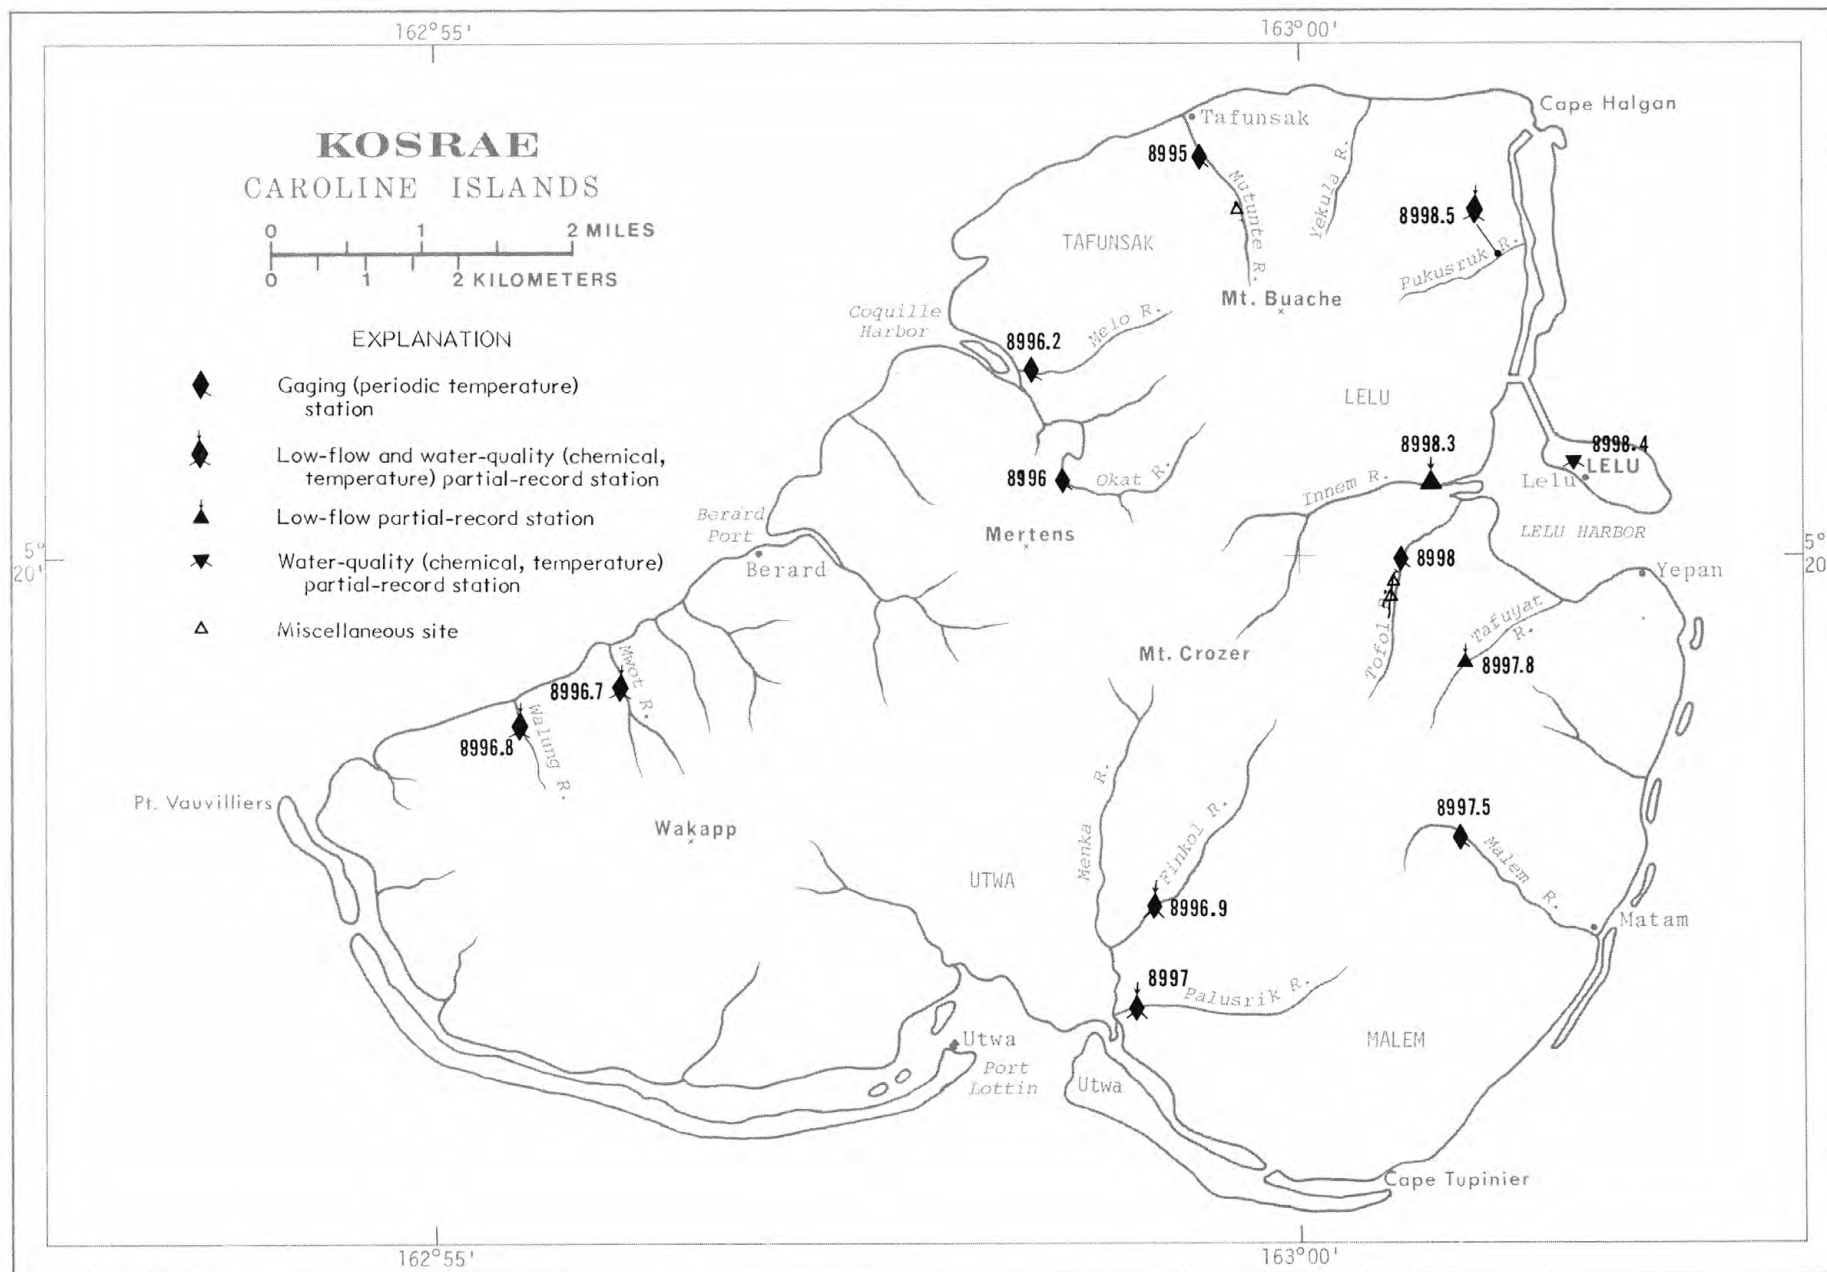 162°55'
163°00'
KOSRAE
CAROLINE ISLANDS
0 1 2 MILES
0 1 2 KILOMETERS
EXPLANATION
Gaging (periodic temperature)
station
Low-flow and water-quality (chemical,
temperature) partial-record station
Low-flow partial-record station
Water-quality (chemical, temperature)
partial-record station
Miscellaneous site
Cape Halgan
Tafunsak
8995
Mutunte R.
Yekula R.
8998.5
Pukusruk R.
TAFUNSAK
Mt. Buache
Coquille
Harbor
8996.2
Melo R.
LELU
8998.3
8998.4
LELU
Lelu
Innem R.
8996
Okat R.
Mertens
LELU HARBOR
Berard
Port
Berard
5°
20'
5°
20'
8998
Yepan
Tofol R.
Tafuyat
R.
8997.8
Mt. Crozer
Mwot R.
8996.7
Walung R.
8996.8
Pt. Vauvilliers
Wakapp
Menka R.
Finkol R.
8997.5
Malem R.
UTWA
8996.9
Matam
8997
Palusrik R.
MALEM
Utwa
Port
Lottin
Utwa
Cape Tupinier
162°55'
163°00'